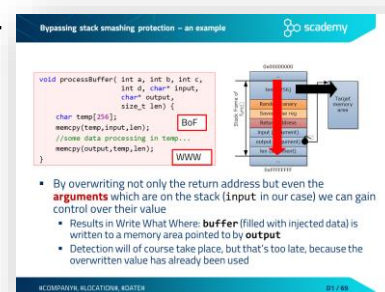 Bypassing stack smashing protection – an example
scademy
void processBuffer( int a, int b, int c,
int d, char* input,
char* output,
size_t len) {
char temp[256];
memcpy(temp,input,len);
//some data processing in temp...
memcpy(output,temp,len);
}
BoF
WWW
0x00000000
Target
memory
area
0xFFFFFFFF
▪ By overwriting not only the return address but even the
arguments which are on the stack (input in our case) we can gain
control over their value
▪ Results in Write What Where: buffer (filled with injected data) is
written to a memory area pointed to by output
▪ Detection will of course take place, but that's too late, because the
overwritten value has already been used
#COMPANY#, #LOCATION#, #DATE#
D1 / 69